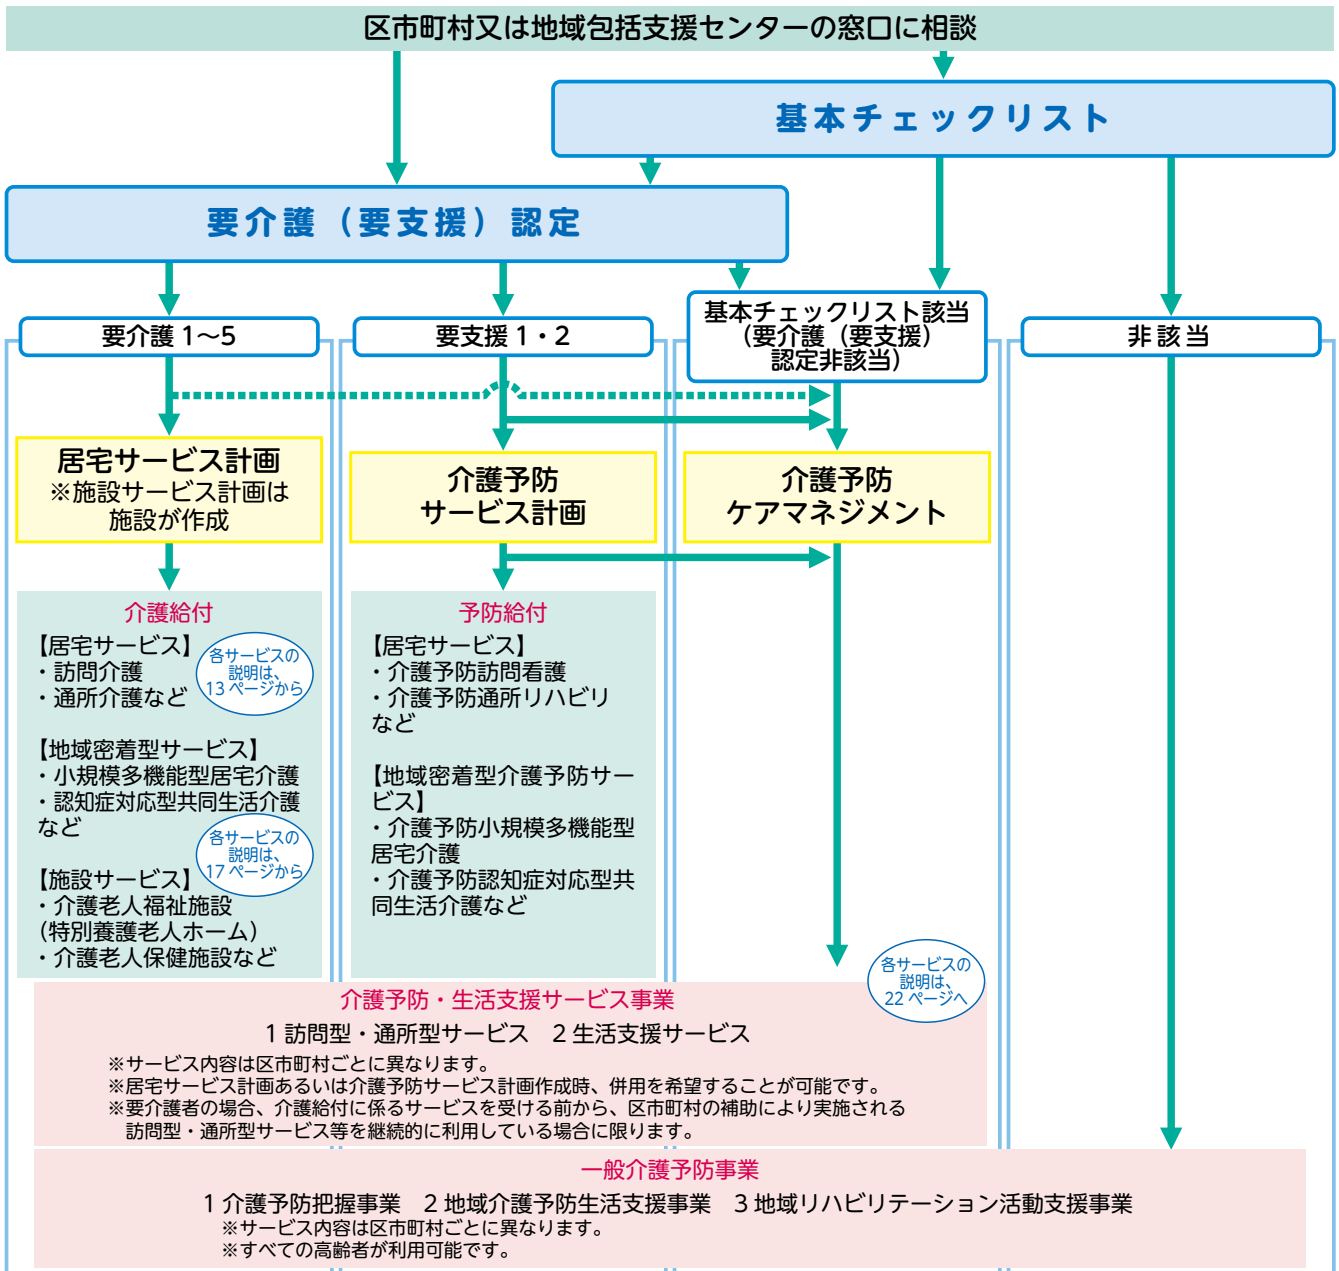 区市町村又は地域包括支援センターの窓口に相談
基本チェックリスト
要介護（要支援）認定
要介護 1～5
要支援 1・2
基本チェックリスト該当
（要介護（要支援）
認定非該当）
非該当
居宅サービス計画
※施設サービス計画は
施設が作成
介護予防
サービス計画
介護予防
ケアマネジメント
介護給付
【居宅サービス】
・訪問介護
・通所介護など
各サービスの
説明は、
13 ページから
【地域密着型サービス】
・小規模多機能型居宅介護
・認知症対応型共同生活介護
など
各サービスの
説明は、
17 ページから
【施設サービス】
・介護老人福祉施設
（特別養護老人ホーム）
・介護老人保健施設など
予防給付
【居宅サービス】
・介護予防訪問看護
・介護予防通所リハビリ
など
【地域密着型介護予防サー
ビス】
・介護予防小規模多機能型
居宅介護
・介護予防認知症対応型共
同生活介護など
各サービスの
説明は、
22 ページへ
介護予防・生活支援サービス事業
1 訪問型・通所型サービス　2 生活支援サービス
※サービス内容は区市町村ごとに異なります。
※居宅サービス計画あるいは介護予防サービス計画作成時、併用を希望することが可能です。
※要介護者の場合、介護給付に係るサービスを受ける前から、区市町村の補助により実施される
訪問型・通所型サービス等を継続的に利用している場合に限ります。
一般介護予防事業
1 介護予防把握事業　2 地域介護予防生活支援事業　3 地域リハビリテーション活動支援事業
※サービス内容は区市町村ごとに異なります。
※すべての高齢者が利用可能です。